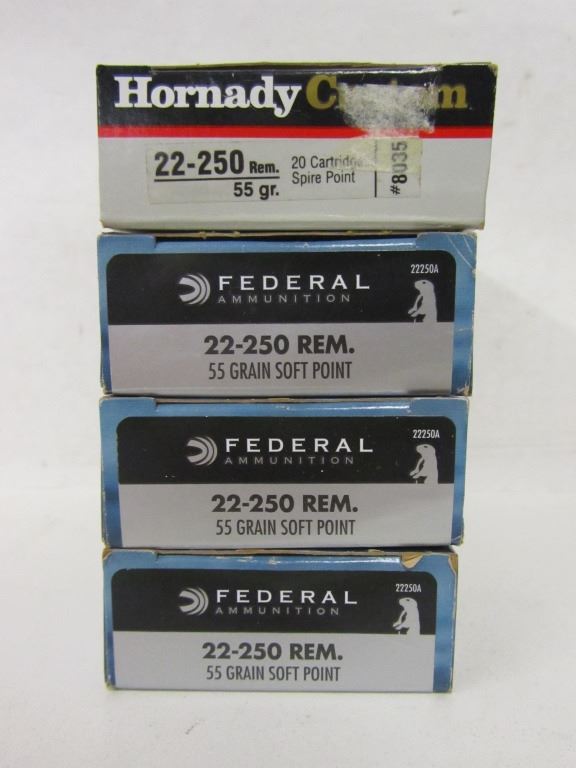 Hornady
22-250 Rem.
55 gr.
20
Spire Point
#8035
FEDERAL
AMMUNITION
22250A
22-250 REM.
55 GRAIN SOFT POINT
FEDERAL
AMMUNITION
22250A
22-250 REM.
55 GRAIN SOFT POINT
FEDERAL
AMMUNITION
22250A
22-250 REM.
55 GRAIN SOFT POINT